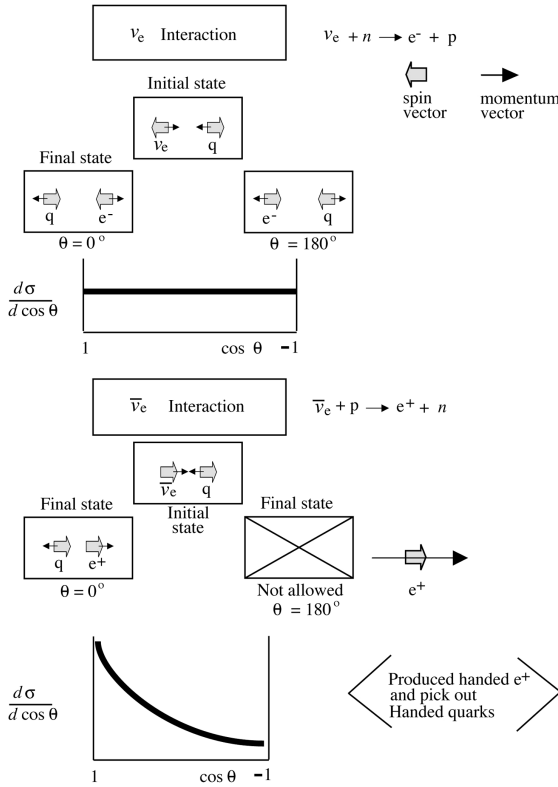 νe Interaction
νe + n → e- + p
spin vector
momentum vector
Initial state
νe q
Final state
q e-
θ = 0°
e- q
θ = 180°
dσ
d cos θ
1 cos θ -1
ν̅e Interaction
ν̅e + p → e+ + n
ν̅e q
Initial
state
Final state
q e+
θ = 0°
Final state
Not allowed
θ = 180°
e+
Produced handed e+
and pick out
Handed quarks
dσ
d cos θ
1 cos θ -1